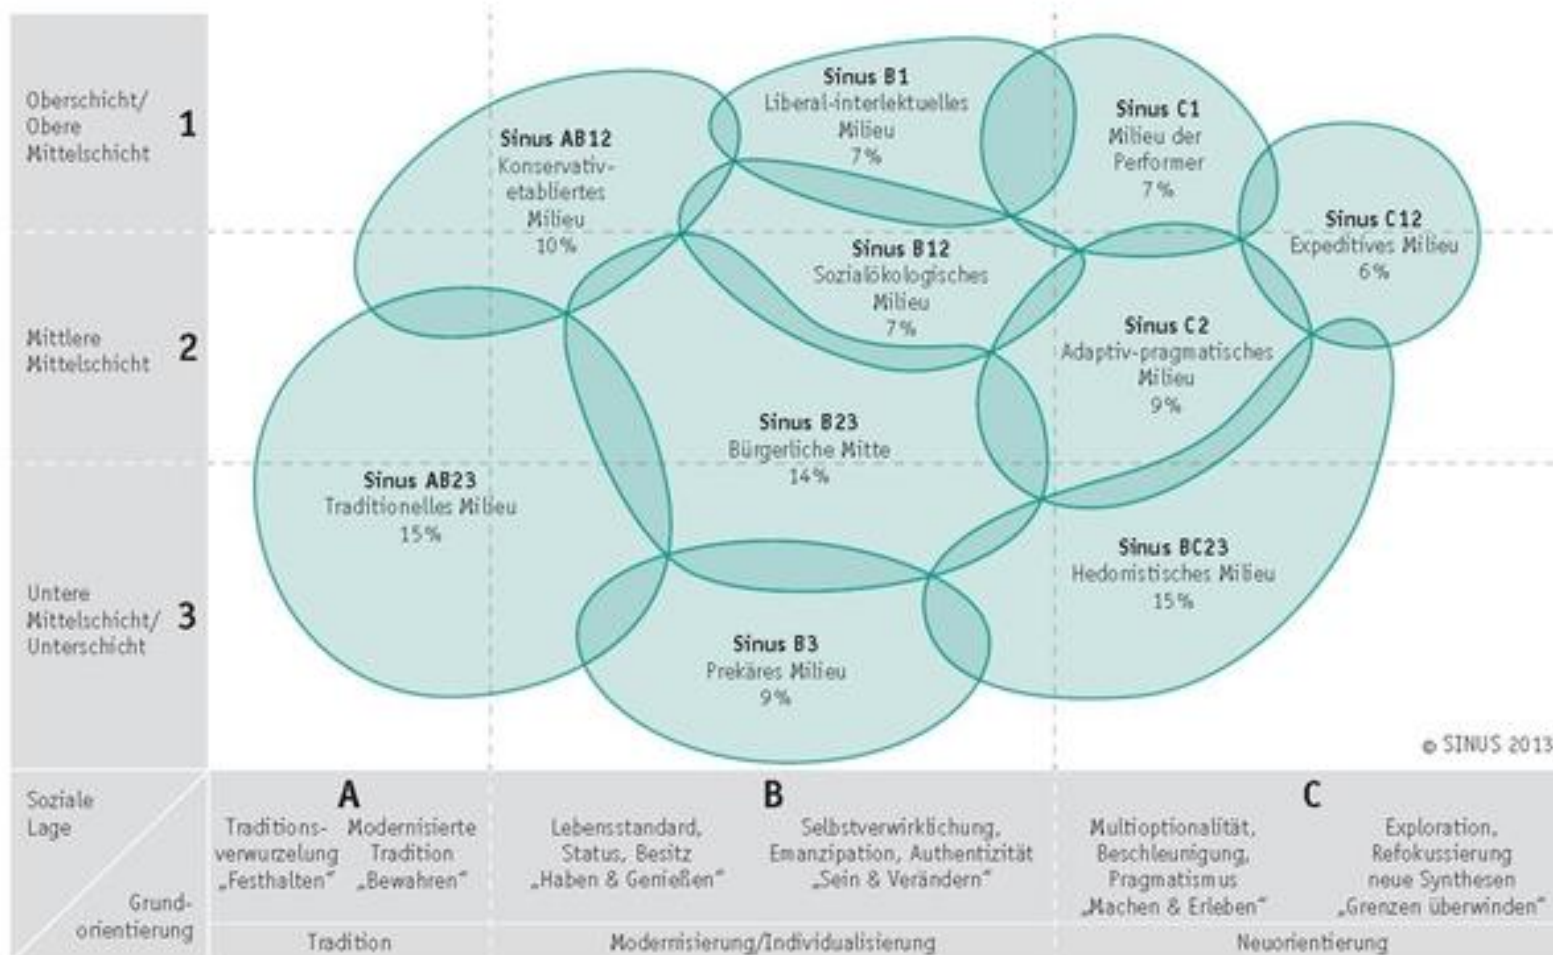 Oberschicht/
Obere
Mittelschicht
1
Mittlere
Mittelschicht
2
Untere
Mittelschicht/
Unterschicht
3
Sinus AB12
Konservativ-
etabliertes
Milieu
10%
Sinus B1
Liberal-interlektuelles
Milieu
7%
Sinus C1
Milieu der
Performer
7%
Sinus C12
Expeditives Milieu
6%
Sinus B12
Sozialökologisches
Milieu
7%
Sinus C2
Adaptiv-pragmatisches
Milieu
9%
Sinus B23
Bürgerliche Mitte
14%
Sinus AB23
Traditionelles Milieu
15%
Sinus BC23
Hedonistisches Milieu
15%
Sinus B3
Prekäres Milieu
9%
© SINUS 2013
Soziale
Lage
Grund-
orientierung
A
Traditions-
verwurzelung
„Festhalten“
Modernisierte
Tradition
„Bewahren“
B
Lebensstandard,
Status, Besitz
„Haben & Genießen“
Selbstverwirklichung,
Emanzipation, Authentizität
„Sein & Verändern“
C
Multioptionalität,
Beschleunigung,
Pragmatismus
„Machen & Erleben“
Exploration,
Refokussierung
neue Synthesen
„Grenzen überwinden“
Tradition
Modernisierung/Individualisierung
Neuorientierung